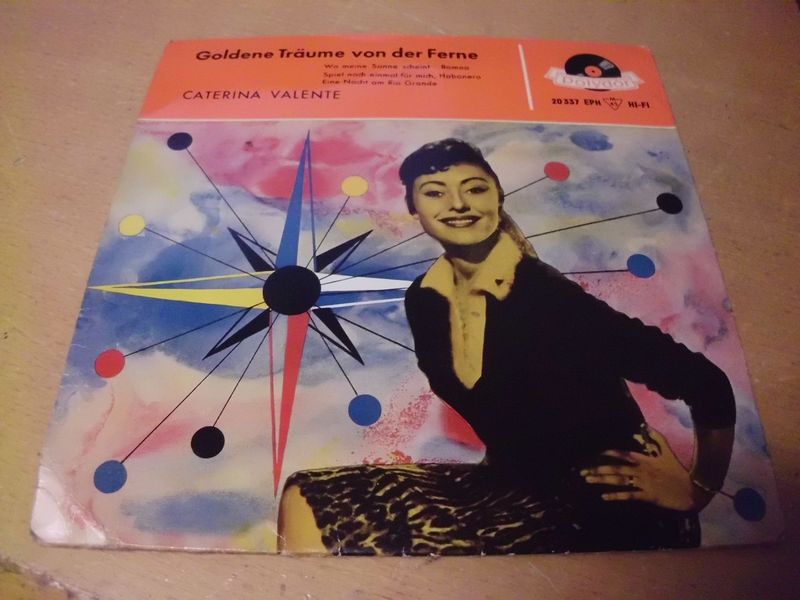 Goldene Träume von der Ferne
Wo meine Sonne scheint · Bamoa
Spiel noch einmal für mich, Habanero
Eine Nacht am Rio Grande
CATERINA VALENTE
Polydor
20 337 EPH HI-FI